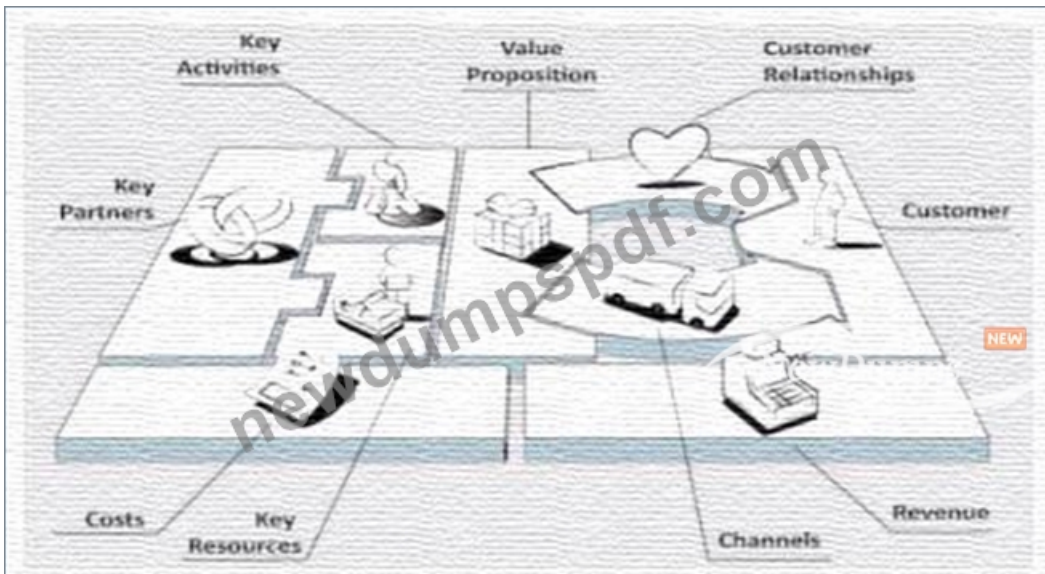 Key
Activities
Value
Proposition
Customer
Relationships
Key
Partners
Customer
newdumpspdf.com
NEW
Costs
Key
Resources
Channels
Revenue